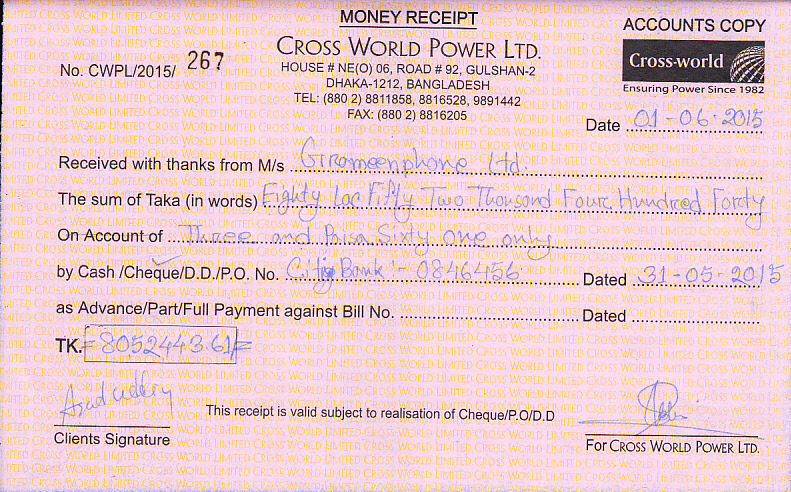 MONEY RECEIPT
ACCOUNTS COPY
CROSS WORLD POWER LTD.
Cross-world
Ensuring Power Since 1982
No. CWPL/2015/ 267
HOUSE # NE(O) 06, ROAD # 92, GULSHAN-2
DHAKA-1212, BANGLADESH
TEL: (880 2) 8811858, 8816528, 9891442
FAX: (880 2) 8816205
Date 01-06-2015
Received with thanks from M/s Grameenphone Ltd.
The sum of Taka (in words) Eighty Lac Fifty Two Thousand Four Hundred Forty
On Account of Three and Paisa Sixty one only
by Cash /Cheque/D.D./P.O. No. Citi Bank :- 0846456 Dated 31-05-2015
as Advance/Part/Full Payment against Bill No. Dated
TK. =8052443.61/=
This receipt is valid subject to realisation of Cheque/P.O/D.D
Clients Signature
For CROSS WORLD POWER LTD.